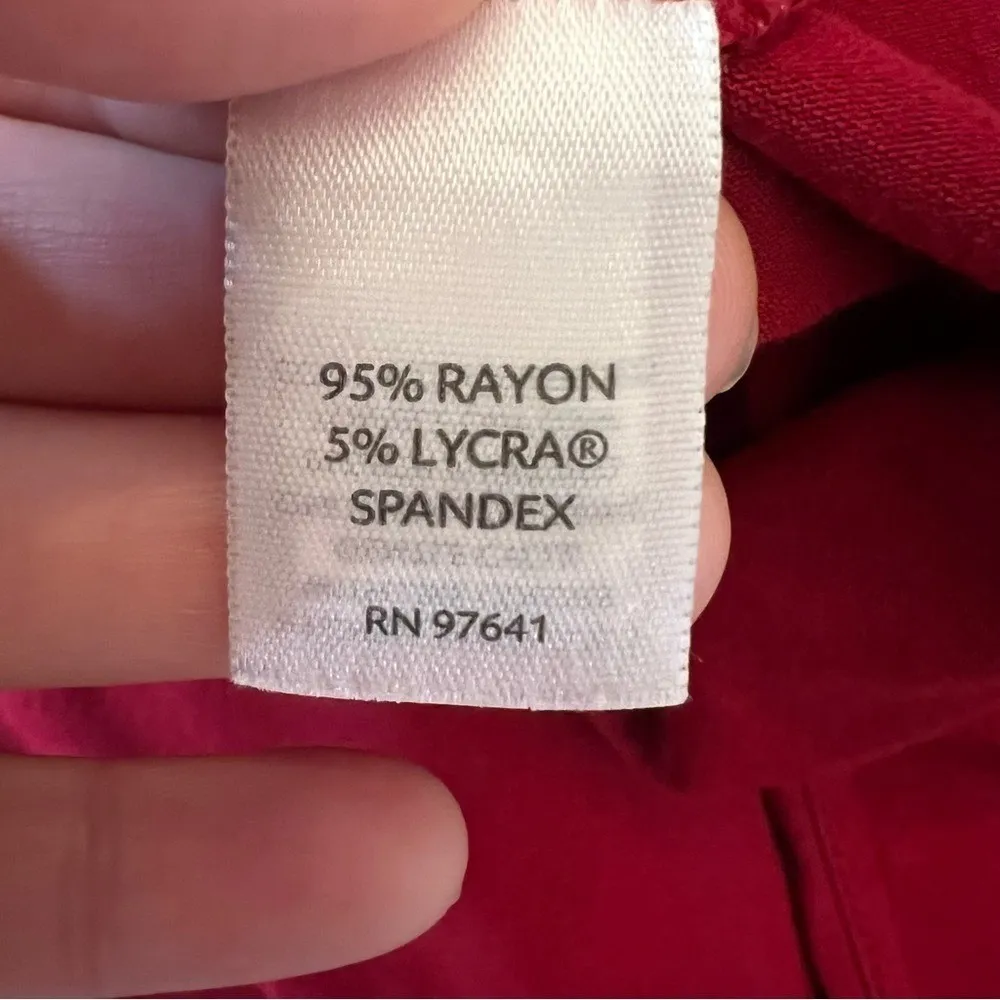 95% RAYON
5% LYCRA®
SPANDEX
RN 97641